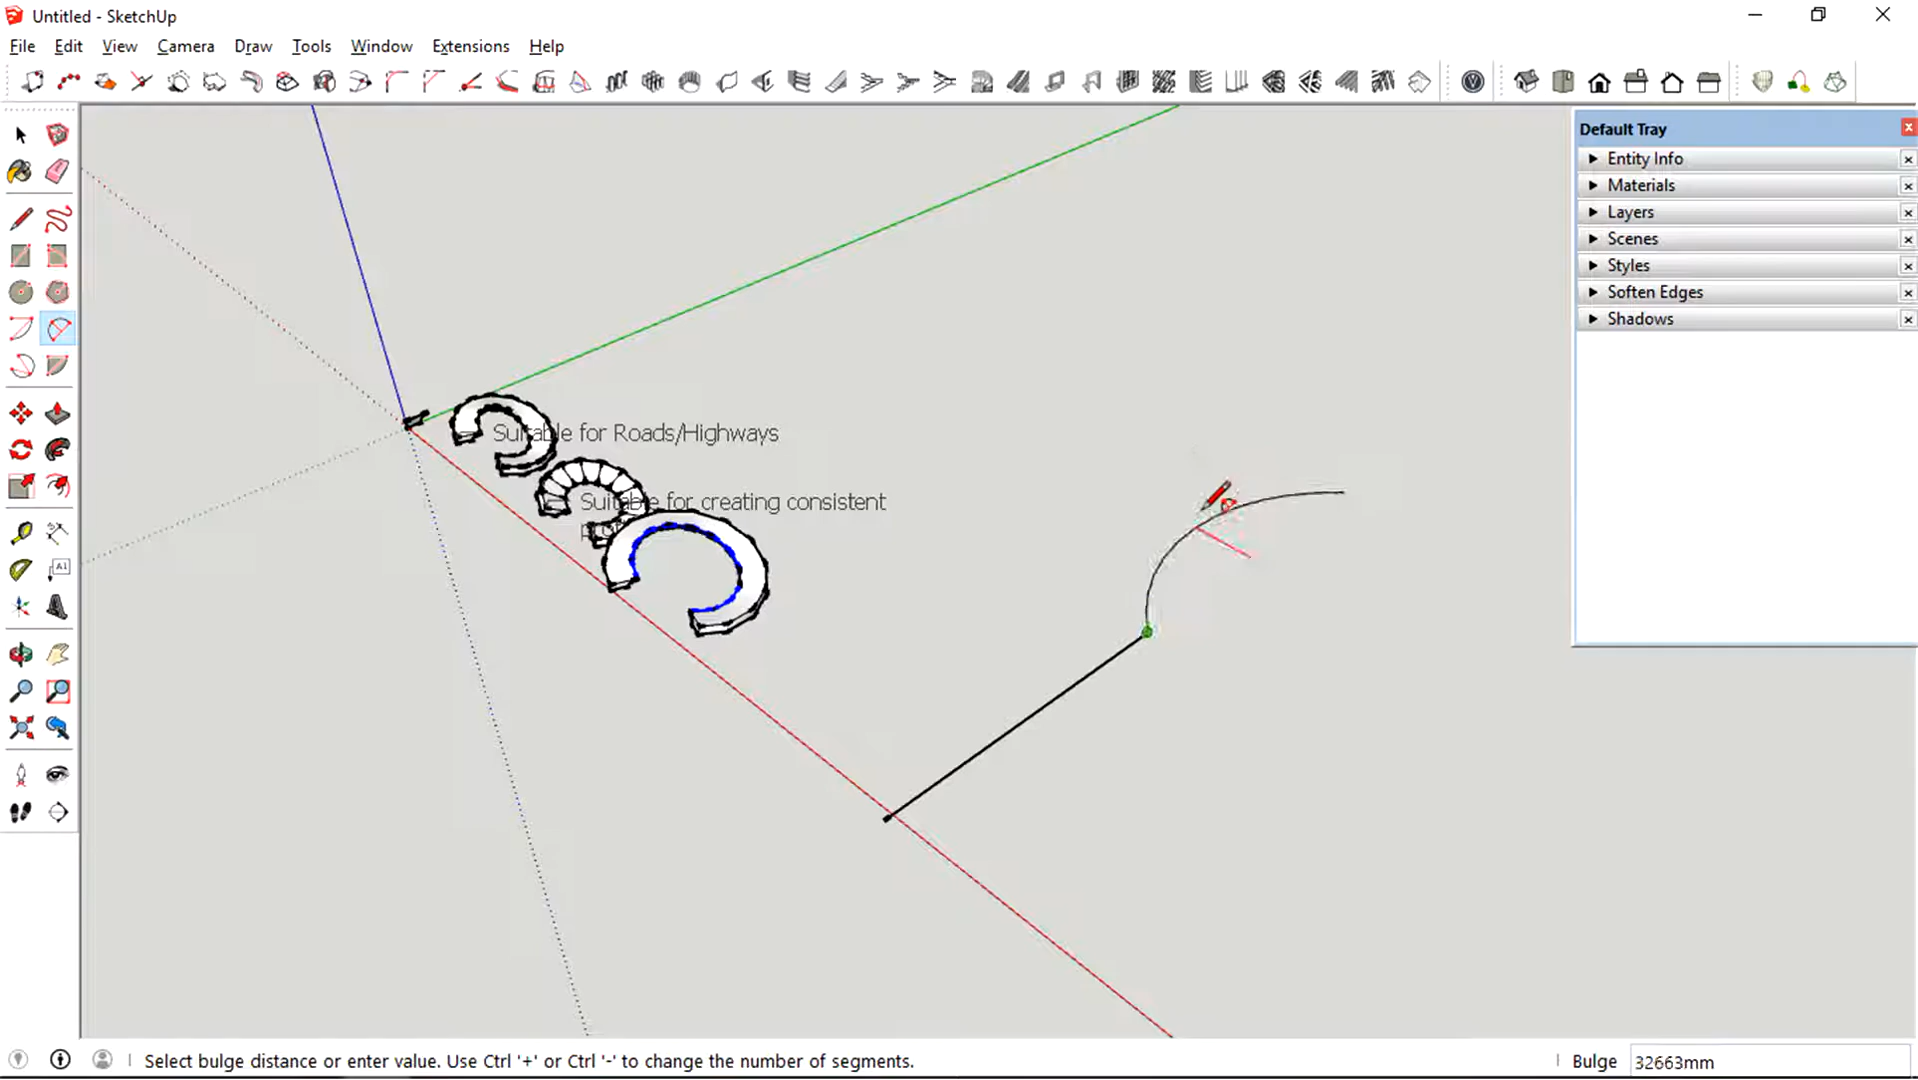 Untitled - SketchUp
File Edit View Camera Draw Tools Window Extensions Help
Default Tray
Entity Info
Materials
Layers
Scenes
Styles
Soften Edges
Shadows
Suitable for Roads/Highways
Suitable for creating consistent
A1
Select bulge distance or enter value. Use Ctrl '+' or Ctrl '-' to change the number of segments.
Bulge 32663mm